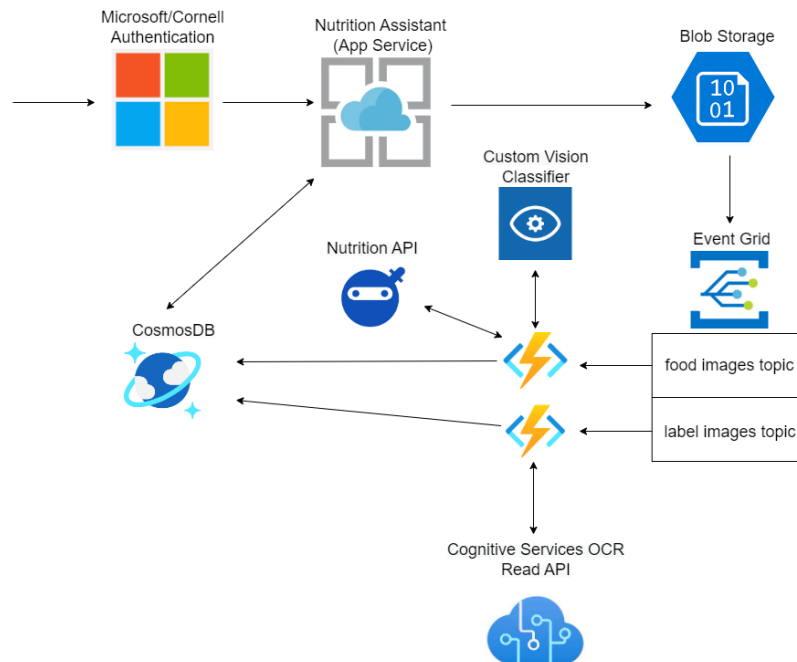 Microsoft/Cornell
Authentication
Nutrition Assistant
(App Service)
Blob Storage
10
01
Custom Vision
Classifier
Nutrition API
Event Grid
CosmosDB
food images topic
label images topic
Cognitive Services OCR
Read API